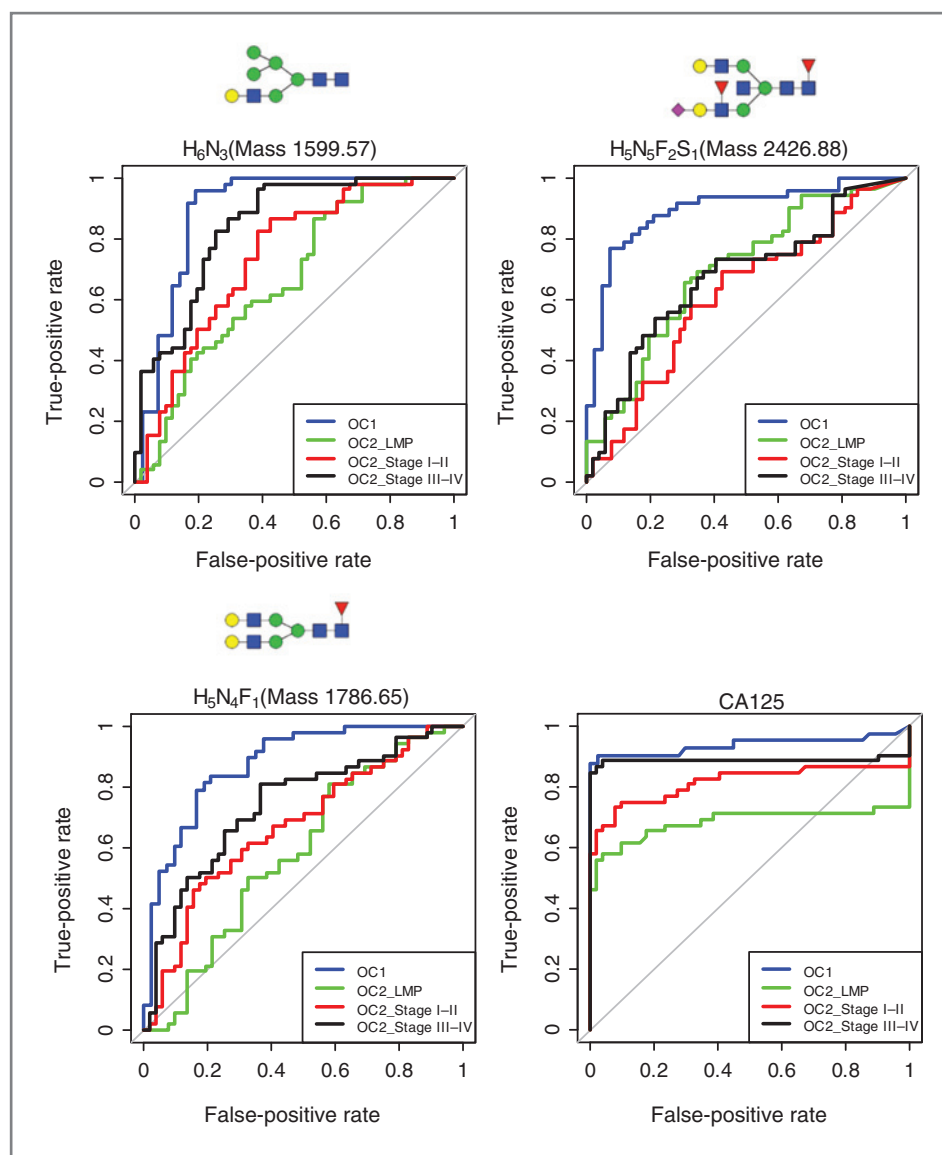 H₆N₃(Mass 1599.57)
True-positive rate
0 0.2 0.4 0.6 0.8 1
OC1
OC2_LMP
OC2_Stage I–II
OC2_Stage III–IV
0 0.2 0.4 0.6 0.8 1
False-positive rate
H₅N₅F₂S₁(Mass 2426.88)
True-positive rate
0 0.2 0.4 0.6 0.8 1
OC1
OC2_LMP
OC2_Stage I–II
OC2_Stage III–IV
0 0.2 0.4 0.6 0.8 1
False-positive rate
H₅N₄F₁(Mass 1786.65)
True-positive rate
0 0.2 0.4 0.6 0.8 1
OC1
OC2_LMP
OC2_Stage I–II
OC2_Stage III–IV
0 0.2 0.4 0.6 0.8 1
False-positive rate
CA125
True-positive rate
0 0.2 0.4 0.6 0.8 1
OC1
OC2_LMP
OC2_Stage I–II
OC2_Stage III–IV
0 0.2 0.4 0.6 0.8 1
False-positive rate